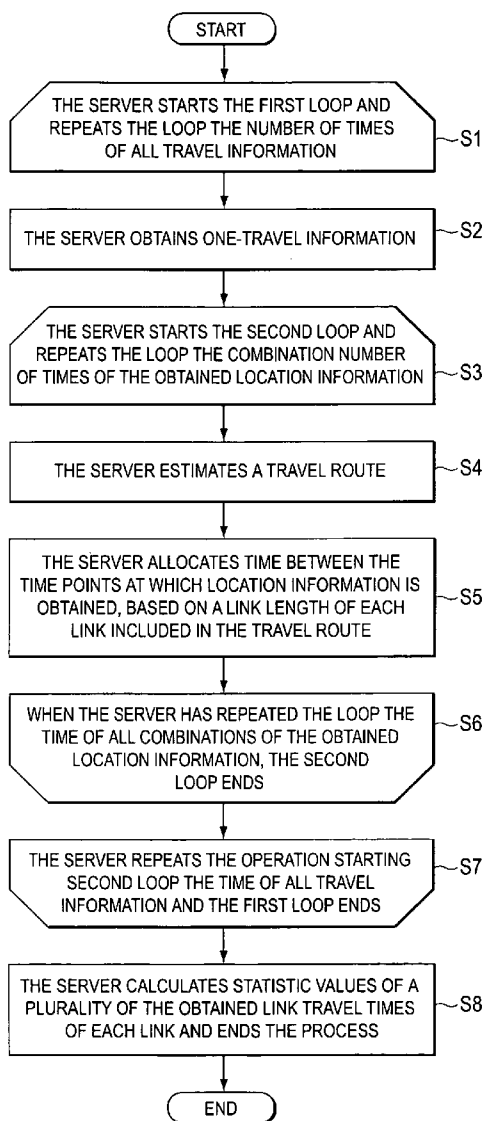 START
THE SERVER STARTS THE FIRST LOOP AND
REPEATS THE LOOP THE NUMBER OF TIMES
OF ALL TRAVEL INFORMATION
S1
THE SERVER OBTAINS ONE-TRAVEL INFORMATION
S2
THE SERVER STARTS THE SECOND LOOP AND
REPEATS THE LOOP THE COMBINATION NUMBER
OF TIMES OF THE OBTAINED LOCATION INFORMATION
S3
THE SERVER ESTIMATES A TRAVEL ROUTE
S4
THE SERVER ALLOCATES TIME BETWEEN THE
TIME POINTS AT WHICH LOCATION INFORMATION IS
OBTAINED, BASED ON A LINK LENGTH OF EACH
LINK INCLUDED IN THE TRAVEL ROUTE
S5
WHEN THE SERVER HAS REPEATED THE LOOP THE
TIME OF ALL COMBINATIONS OF THE OBTAINED
LOCATION INFORMATION, THE SECOND
LOOP ENDS
S6
THE SERVER REPEATS THE OPERATION STARTING
SECOND LOOP THE TIME OF ALL TRAVEL
INFORMATION AND THE FIRST LOOP ENDS
S7
THE SERVER CALCULATES STATISTIC VALUES OF A
PLURALITY OF THE OBTAINED LINK TRAVEL TIMES
OF EACH LINK AND ENDS THE PROCESS
S8
END